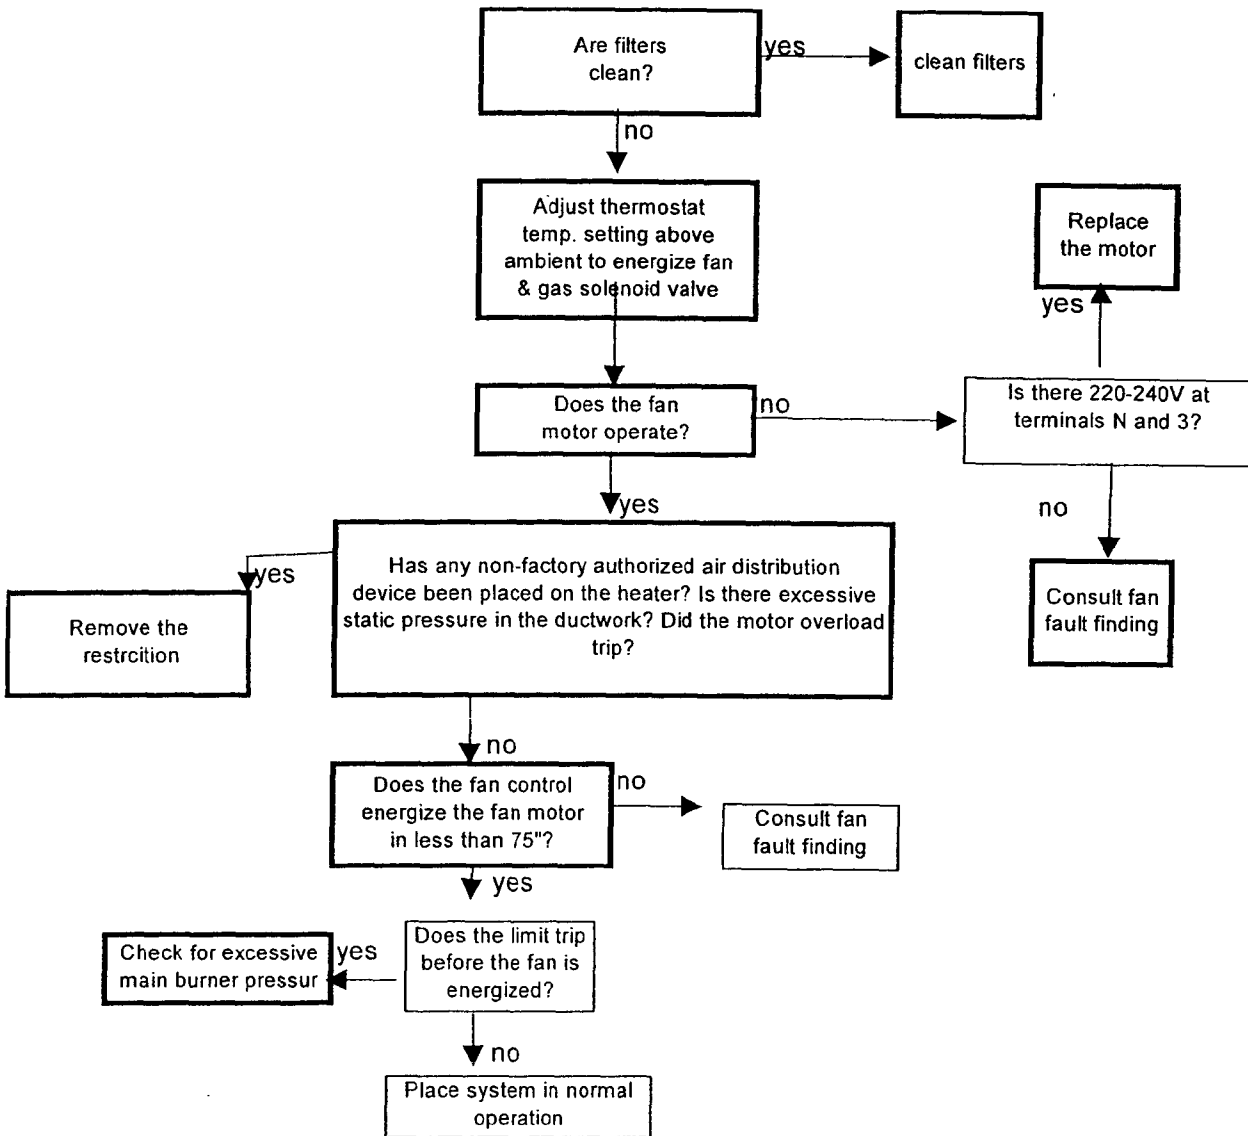 Are filters
clean?
yes
clean filters
no
Adjust thermostat
temp. setting above
ambient to energize fan
& gas solenoid valve
Replace
the motor
yes
Does the fan
motor operate?
no
Is there 220-240V at
terminals N and 3?
no
Consult fan
fault finding
yes
Has any non-factory authorized air distribution
device been placed on the heater? Is there excessive
static pressure in the ductwork? Did the motor overload
trip?
yes
Remove the
restrcition
no
Does the fan control
energize the fan motor
in less than 75"?
no
Consult fan
fault finding
yes
Does the limit trip
before the fan is
energized?
yes
Check for excessive
main burner pressur
no
Place system in normal
operation